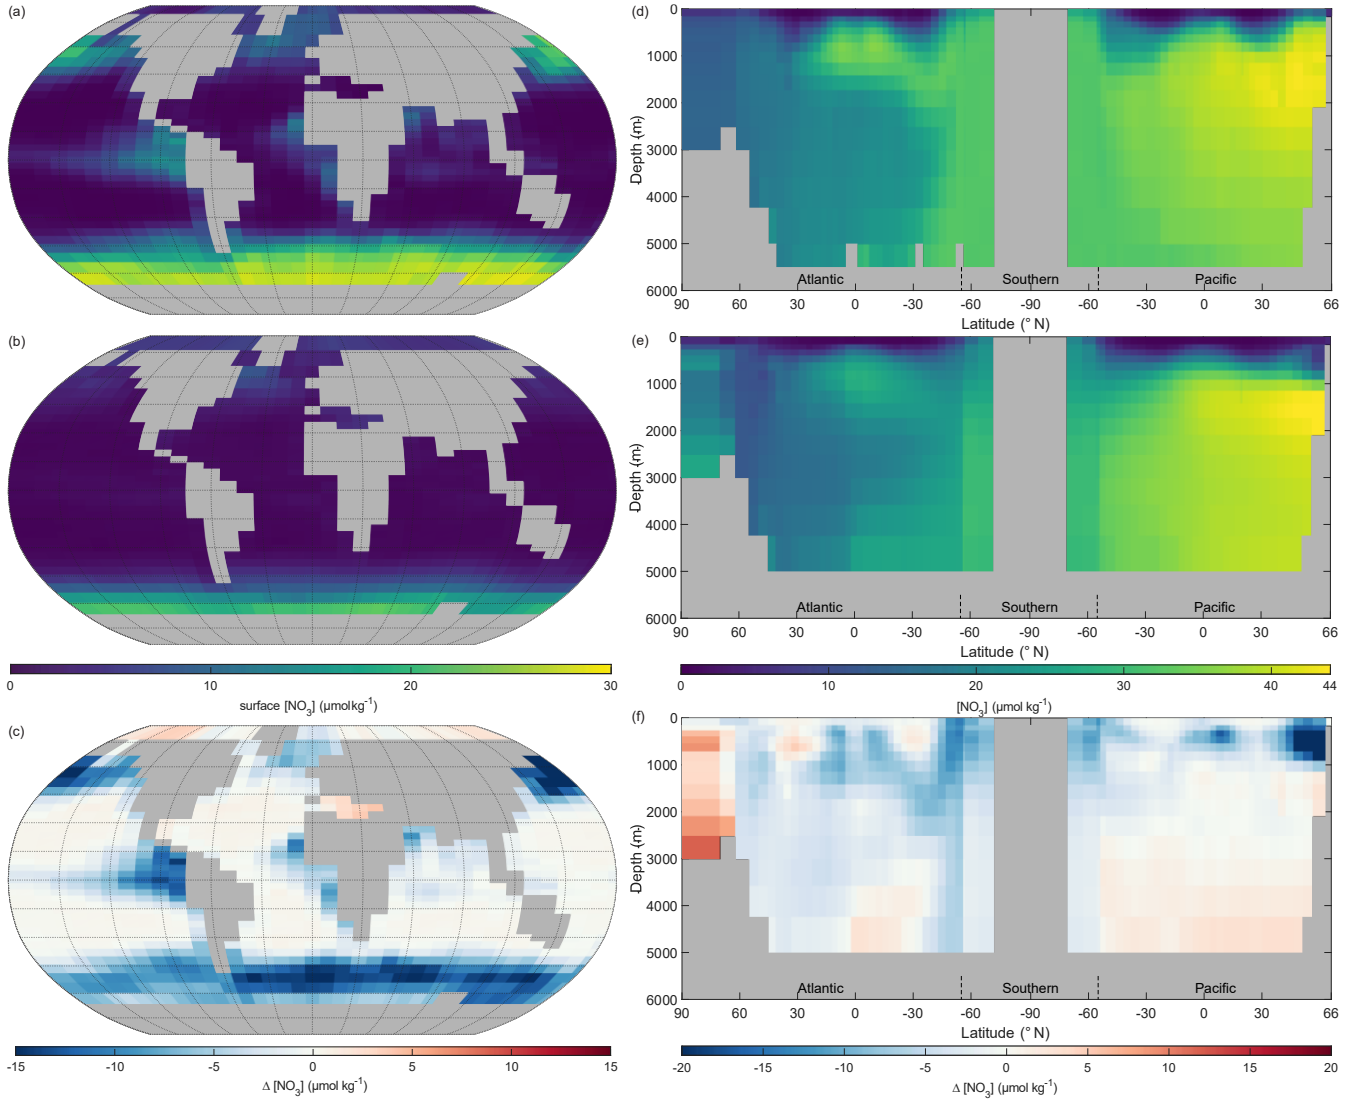 (a)
(b)
0 10 20 30
surface [NO3] (μmol kg-1)
(c)
-15 -10 -5 0 5 10 15
Δ [NO3] (μmol kg-1)
(d)
0
1000
2000
3000
4000
5000
6000
Depth (m)
Atlantic Southern Pacific
90 60 30 0 -30 -60 -90 -60 -30 0 30 66
Latitude (° N)
(e)
0
1000
2000
3000
4000
5000
6000
Depth (m)
Atlantic Southern Pacific
90 60 30 0 -30 -60 -90 -60 -30 0 30 66
Latitude (° N)
0 10 20 30 40 44
[NO3] (μmol kg-1)
(f)
0
1000
2000
3000
4000
5000
6000
Depth (m)
Atlantic Southern Pacific
90 60 30 0 -30 -60 -90 -60 -30 0 30 66
Latitude (° N)
-20 -15 -10 -5 0 5 10 15 20
Δ [NO3] (μmol kg-1)